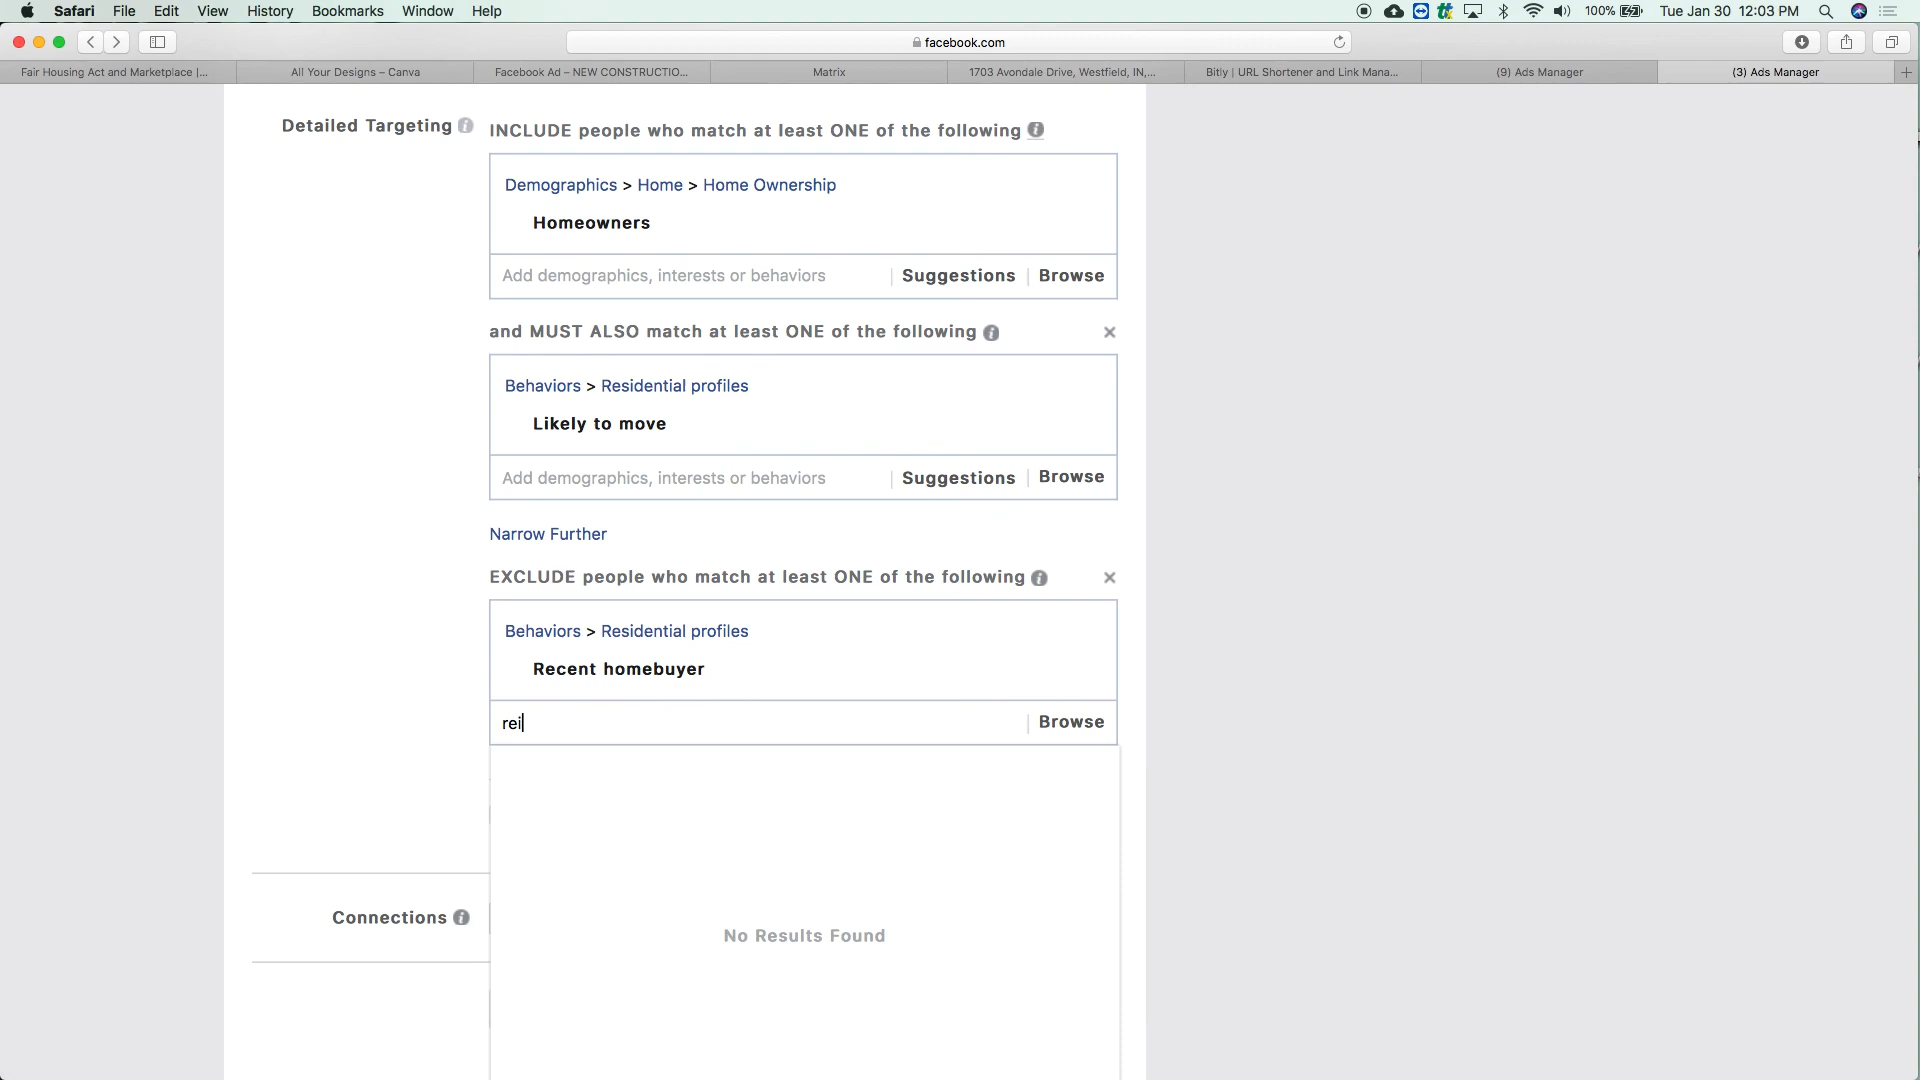 Safari File Edit View History Bookmarks Window Help
100% Tue Jan 30 12:03 PM
facebook.com
Fair Housing Act and Marketplace |...
All Your Designs – Canva
Facebook Ad – NEW CONSTRUCTIO...
Matrix
1703 Avondale Drive, Westfield, IN,...
Bitly | URL Shortener and Link Mana...
(9) Ads Manager
(3) Ads Manager
Detailed Targeting
INCLUDE people who match at least ONE of the following
Demographics > Home > Home Ownership
Homeowners
Add demographics, interests or behaviors | Suggestions | Browse
and MUST ALSO match at least ONE of the following
Behaviors > Residential profiles
Likely to move
Add demographics, interests or behaviors | Suggestions | Browse
Narrow Further
EXCLUDE people who match at least ONE of the following
Behaviors > Residential profiles
Recent homebuyer
rei | Browse
Connections
No Results Found